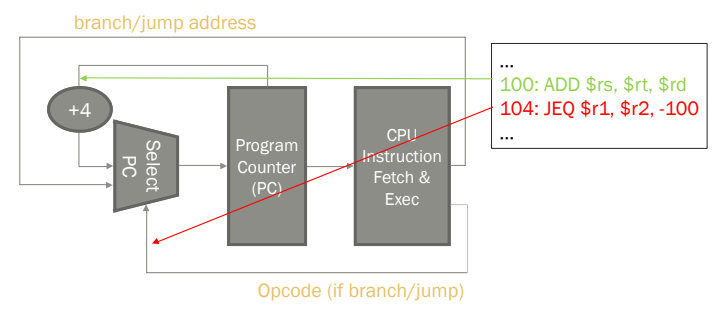 branch/jump address
...
100: ADD $rs, $rt, $rd
104: JEQ $r1, $r2, -100
...
+4
Select
PC
Program
Counter
(PC)
CPU
Instruction
Fetch &
Exec
Opcode (if branch/jump)